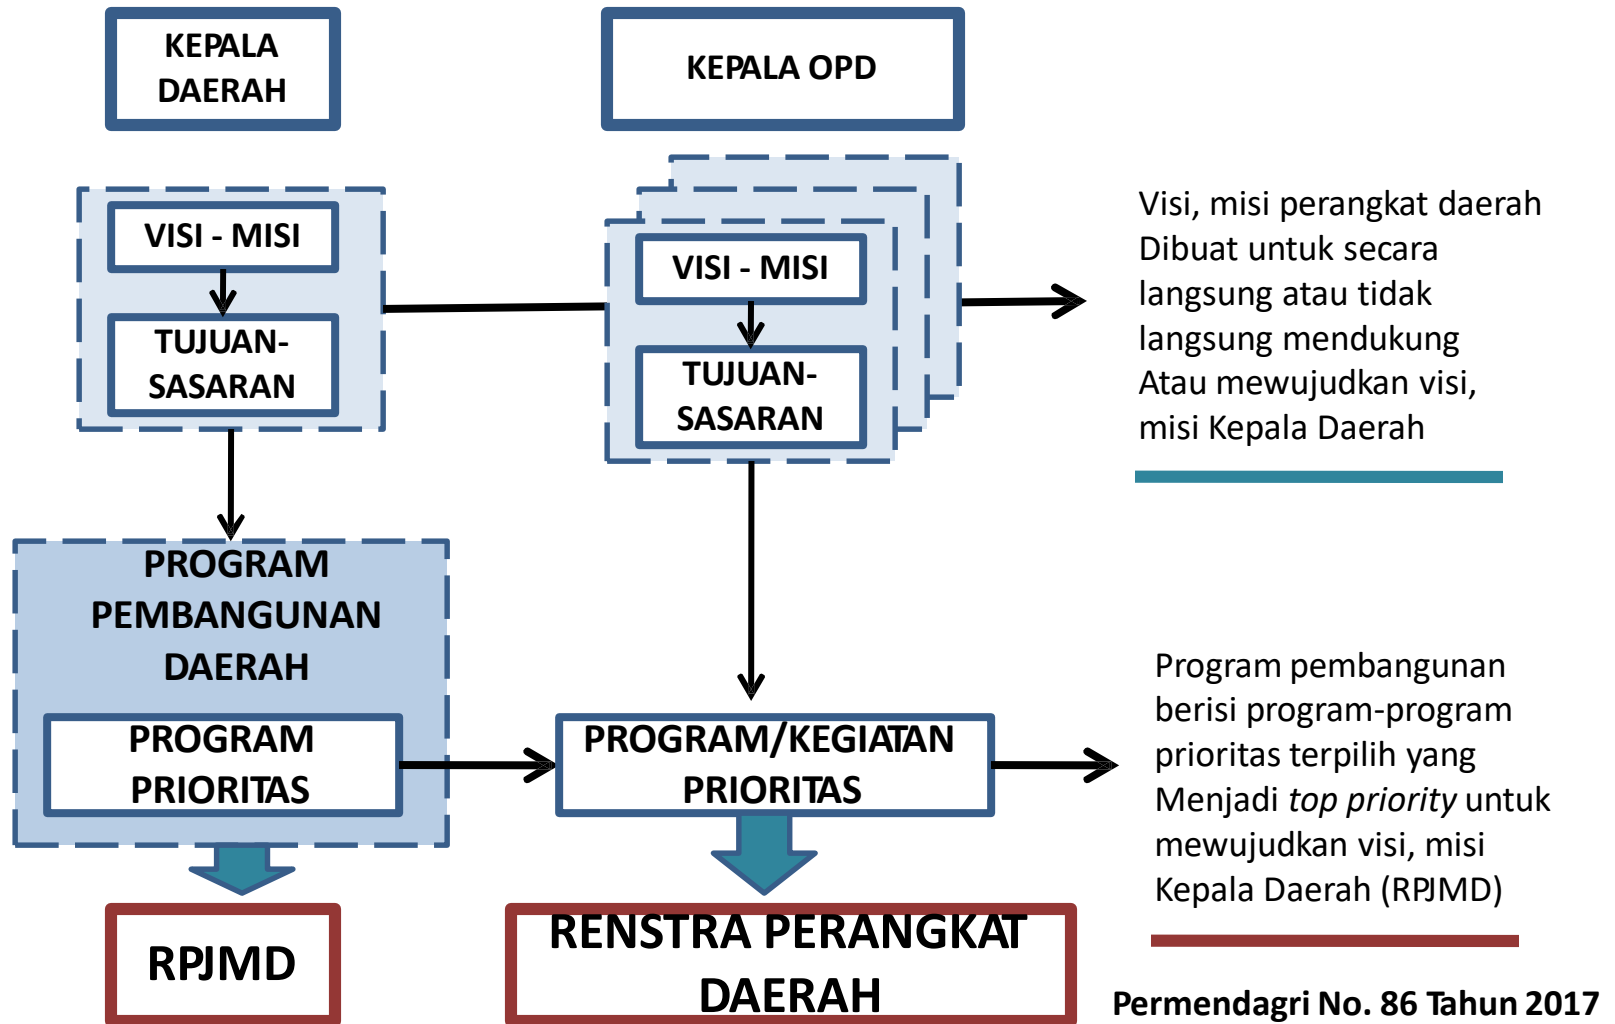 KEPALA
DAERAH
KEPALA OPD
VISI - MISI
TUJUAN-
SASARAN
VISI - MISI
TUJUAN-
SASARAN
Visi, misi perangkat daerah
Dibuat untuk secara
langsung atau tidak
langsung mendukung
Atau mewujudkan visi,
misi Kepala Daerah
PROGRAM
PEMBANGUNAN
DAERAH
PROGRAM
PRIORITAS
PROGRAM/KEGIATAN
PRIORITAS
Program pembangunan
berisi program-program
prioritas terpilih yang
Menjadi top priority untuk
mewujudkan visi, misi
Kepala Daerah (RPJMD)
RPJMD
RENSTRA PERANGKAT
DAERAH
Permendagri No. 86 Tahun 2017